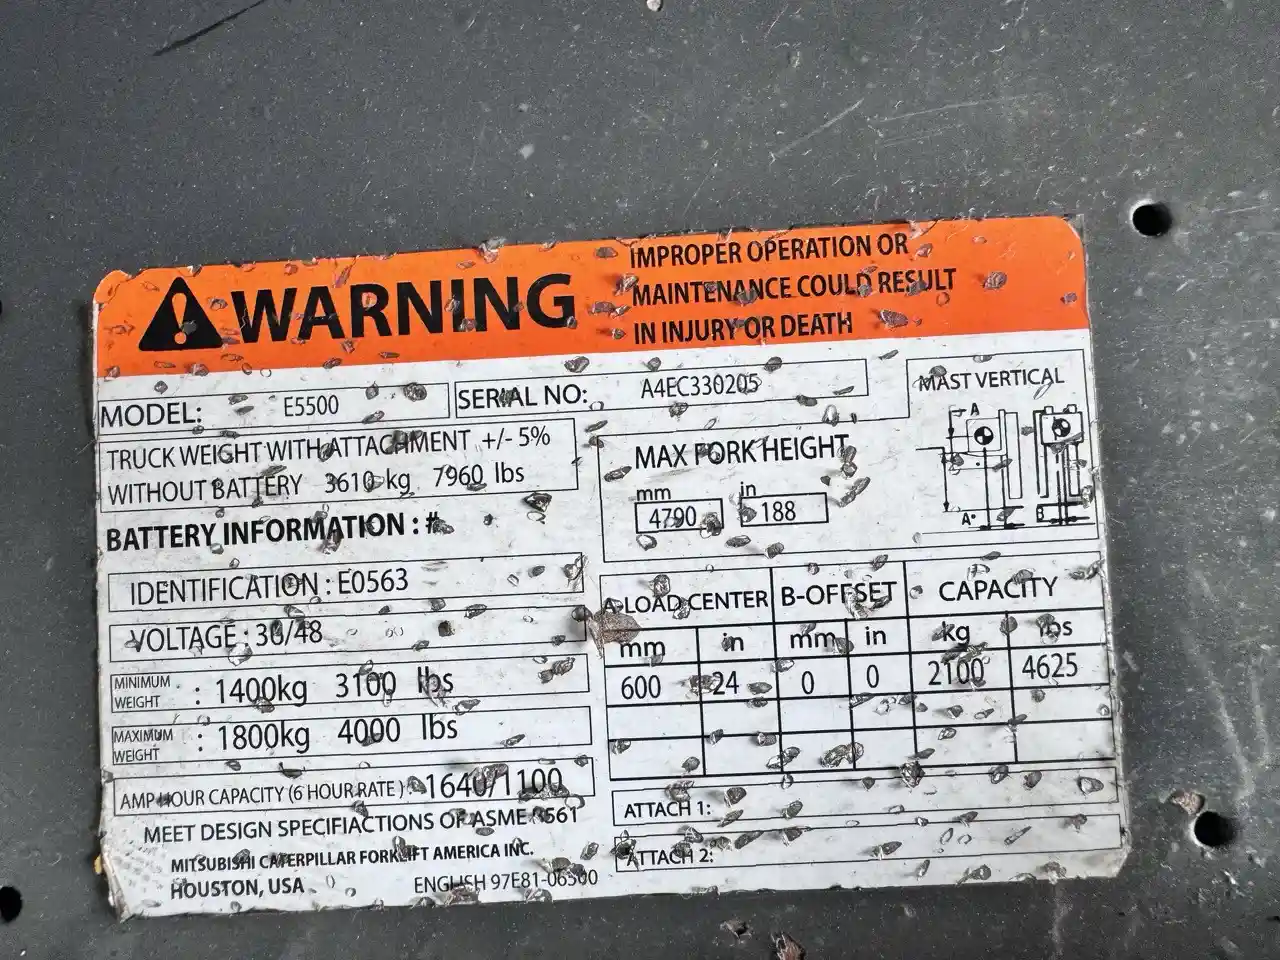 WARNING
IMPROPER OPERATION OR
MAINTENANCE COULD RESULT
IN INJURY OR DEATH
MODEL: E5500
SERIAL NO: A4EC330205
TRUCK WEIGHT WITH ATTACHMENT +/- 5%
WITHOUT BATTERY 3610 kg 7960 lbs
BATTERY INFORMATION : #
IDENTIFICATION : E0563
VOLTAGE : 36/48
MINIMUM WEIGHT : 1400kg 3100 lbs
MAXIMUM WEIGHT : 1800kg 4000 lbs
AMP HOUR CAPACITY (6 HOUR RATE) : 1640/1100
MEET DESIGN SPECIFIACTIONS OF ASME B561
MITSUBISHI CATERPILLAR FORKLIFT AMERICA INC.
HOUSTON, USA
ENGLISH 97E81-06500
MAX FORK HEIGHT
mm in
4790 188
MAST VERTICAL
A
A
B
A-LOAD CENTER B-OFFSET CAPACITY
mm in mm in kg lbs
600 24 0 0 2100 4625
ATTACH 1:
ATTACH 2: